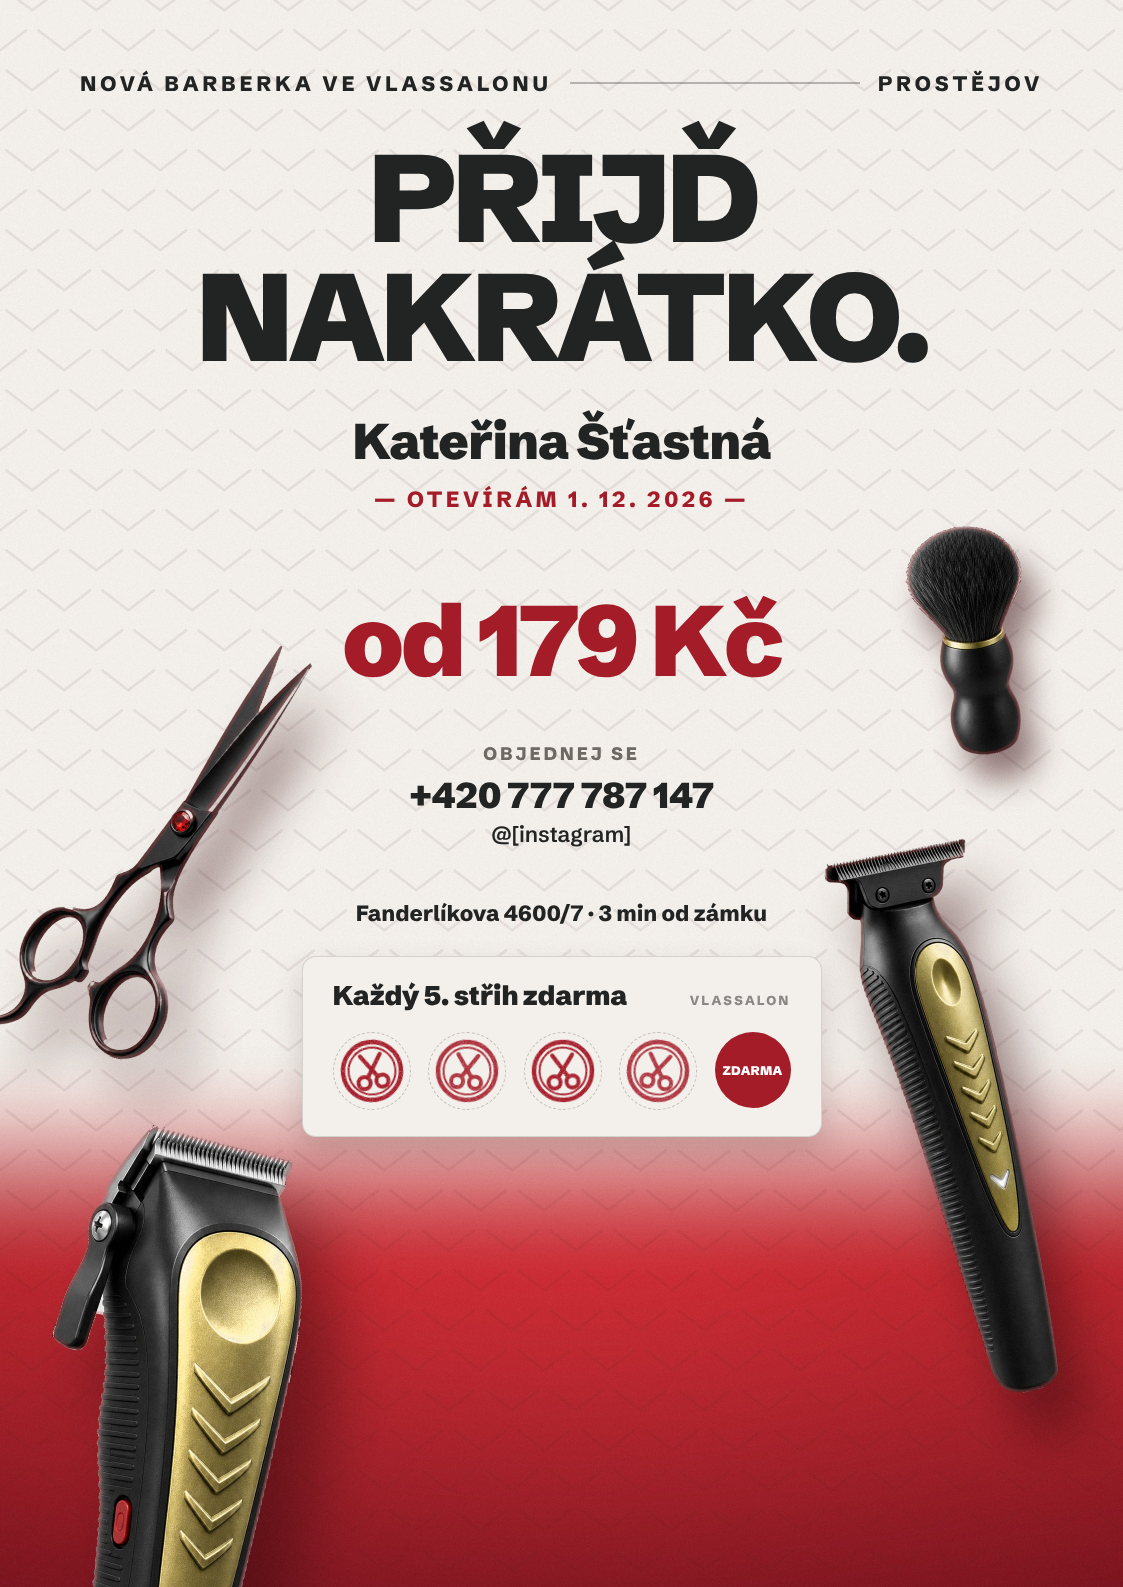 NOVÁ BARBERKA VE VLASSALONU
PROSTĚJOV
PŘIJĎ
NAKRÁTKO.
Kateřina Šťastná
— OTEVÍRÁM 1. 12. 2026 —
od 179 Kč
OBJEDNEJ SE
+420 777 787 147
@[instagram]
Fanderlíkova 4600/7 · 3 min od zámku
Každý 5. střih zdarma
VLASSALON
ZDARMA